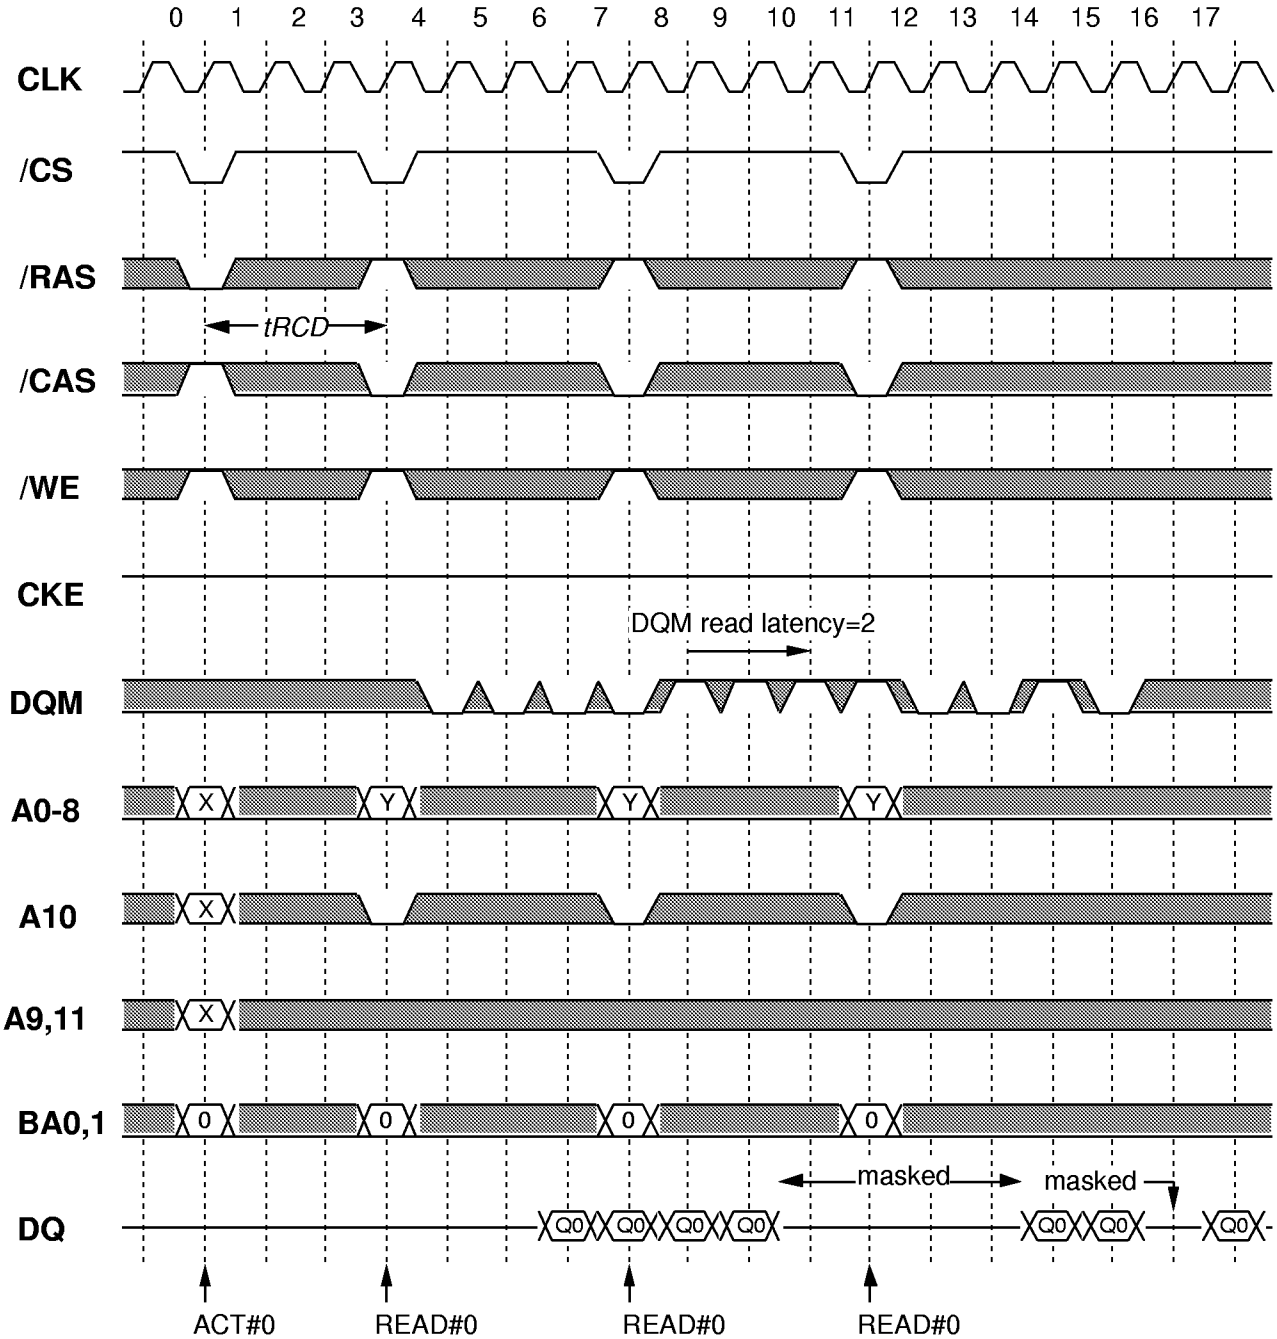 0 1 2 3 4 5 6 7 8 9 10 11 12 13 14 15 16 17
CLK
/CS
/RAS
tRCD
/CAS
/WE
CKE
DQM read latency=2
DQM
A0-8 X Y Y Y
A10 X
A9,11 X
BA0,1 0 0 0 0
masked masked
DQ Q0 Q0 Q0 Q0 Q0 Q0 Q0
ACT#0 READ#0 READ#0 READ#0